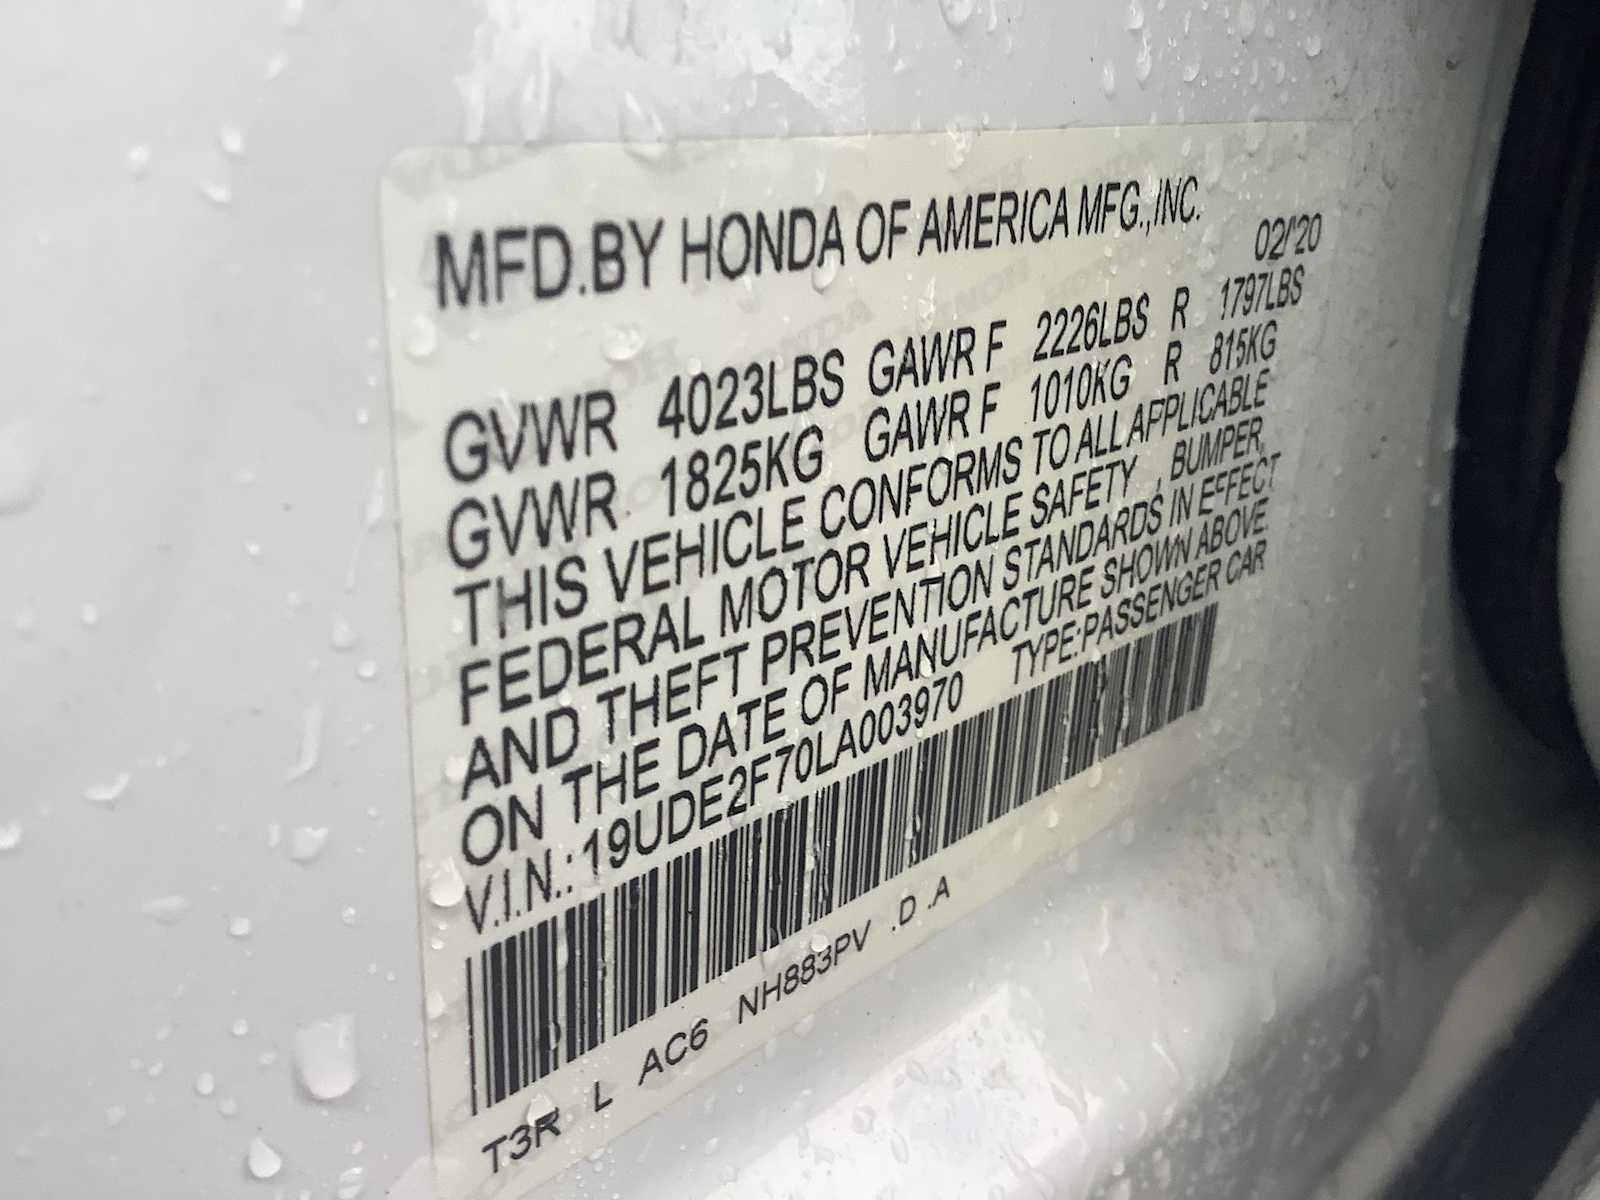 MFD.BY HONDA OF AMERICA MFG.,INC.
02/'20
GVWR 4023LBS GAWR F 2226LBS R 1797LBS
GVWR 1825KG GAWR F 1010KG R 815KG
THIS VEHICLE CONFORMS TO ALL APPLICABLE
FEDERAL MOTOR VEHICLE SAFETY , BUMPER,
AND THEFT PREVENTION STANDARDS IN EFFECT
ON THE DATE OF MANUFACTURE SHOWN ABOVE.
V.I.N.: 19UDE2F70LA003970 TYPE:PASSENGER CAR
T3R L AC6 NH883PV .D .A